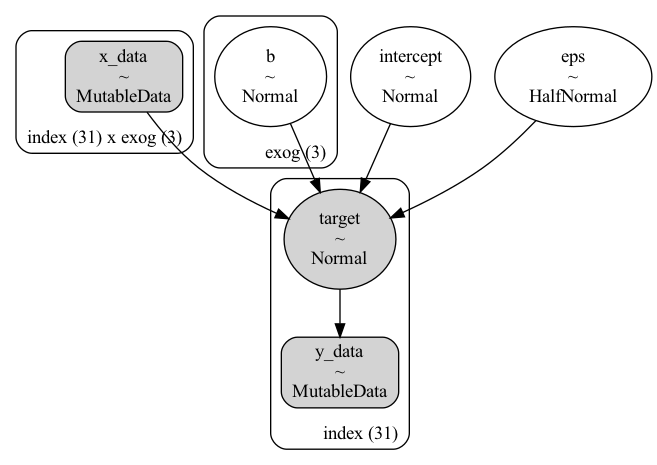 x_data
~
MutableData
index (31) x exog (3)
b
~
Normal
exog (3)
intercept
~
Normal
eps
~
HalfNormal
target
~
Normal
y_data
~
MutableData
index (31)